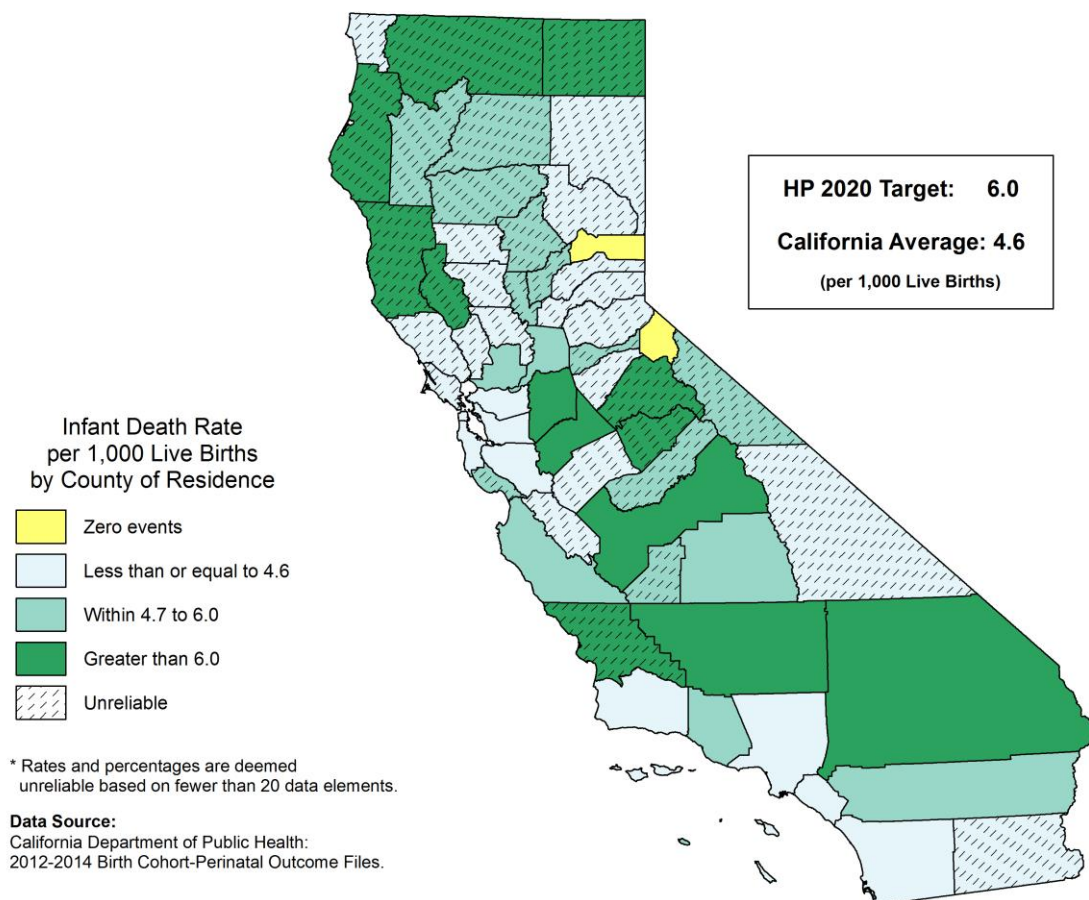 HP 2020 Target: 6.0
California Average: 4.6
(per 1,000 Live Births)
Infant Death Rate
per 1,000 Live Births
by County of Residence
Zero events
Less than or equal to 4.6
Within 4.7 to 6.0
Greater than 6.0
Unreliable
* Rates and percentages are deemed
unreliable based on fewer than 20 data elements.
Data Source:
California Department of Public Health:
2012-2014 Birth Cohort-Perinatal Outcome Files.